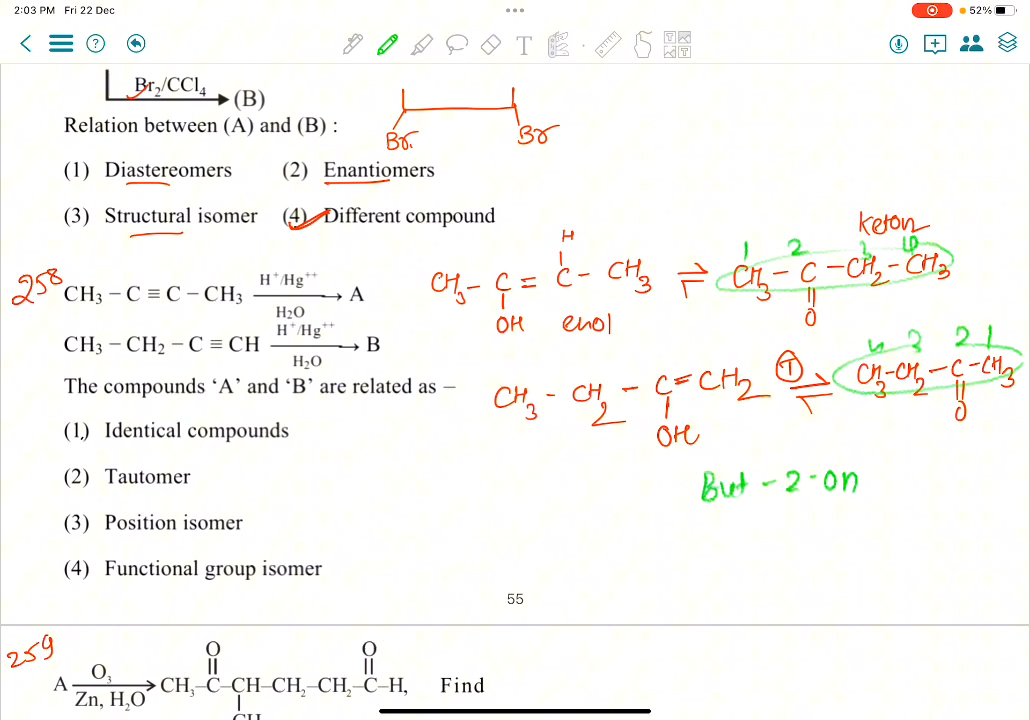 2:03 PM Fri 22 Dec
52%
Br₂/CCl₄
(B)
Br. Br
Relation between (A) and (B) :
(1) Diastereomers (2) Enantiomers
(3) Structural isomer (4) Different compound
Keton
258
CH₃ – C ≡ C – CH₃ H⁺/Hg⁺⁺ H₂O → A
CH₃ – C = C – CH₃ ⇌ CH₃ – C – CH₂ – CH₃
H
OH enol
O
1 2 3 4
CH₃ – CH₂ – C ≡ CH H⁺/Hg⁺⁺ H₂O → B
CH₃ – CH₂ – C = CH₂ T ⇌ CH₃-CH₂ – C – CH₃
OH
O
4 3 2 1
The compounds ‘A’ and ‘B’ are related as –
(1) Identical compounds
But – 2 - on
(2) Tautomer
(3) Position isomer
(4) Functional group isomer
55
259
A O₃ Zn, H₂O → CH₃–C–CH–CH₂–CH₂–C–H, Find
O O
CH